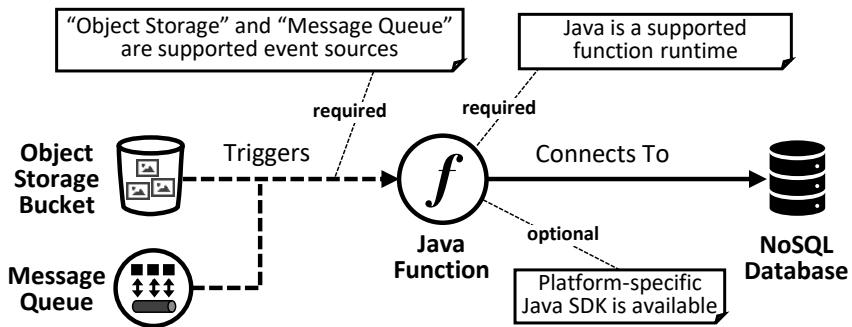 “Object Storage” and “Message Queue”
are supported event sources
Java is a supported
function runtime
required
required
Object
Storage
Bucket
Triggers
f
Connects To
Java
Function
optional
NoSQL
Database
Message
Queue
Platform-specific
Java SDK is available